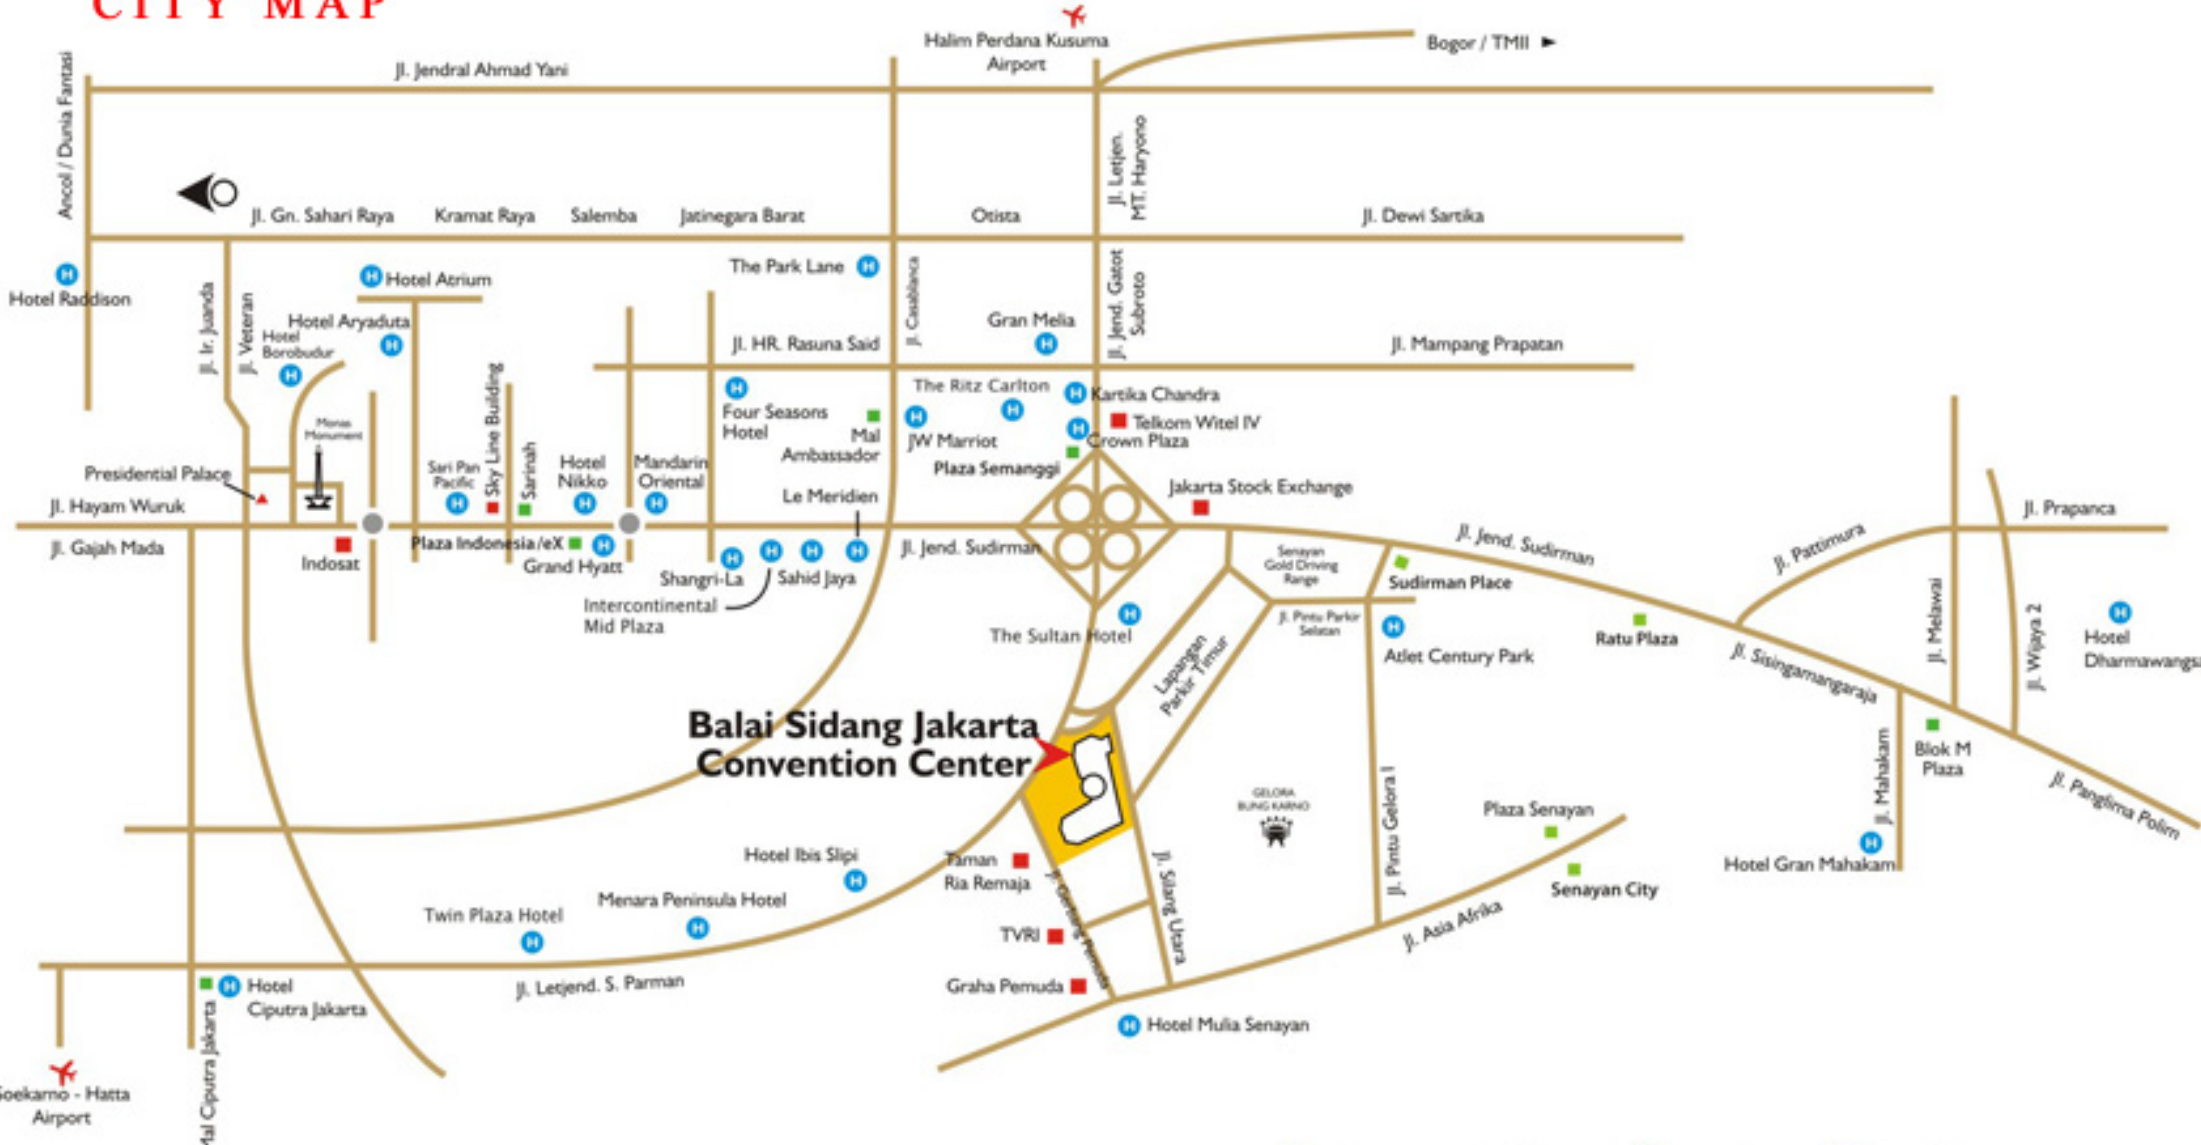 CITY MAP
Halim Perdana Kusuma
Airport
Bogor / TMII
Jl. Jendral Ahmad Yani
Ancol / Dunia Fantasi
Jl. Letjen.
MT. Haryono
Jl. Gn. Sahari Raya
Kramat Raya
Salemba
Jatinegara Barat
Otista
Jl. Dewi Sartika
Hotel Raddison
Hotel Atrium
The Park Lane
Jl. Casablanca
Jl. Jend. Gatot
Subroto
Jl. Ir. Juanda
Jl. Veteran
Hotel Aryaduta
Hotel
Borobudur
Gran Melia
Jl. HR. Rasuna Said
Jl. Mampang Prapatan
The Ritz Carlton
Kartika Chandra
Four Seasons
Hotel
Mal
Ambassador
JW Marriot
Telkom Witel IV
Crown Plaza
Plaza Semanggi
Monas
Monument
Presidential Palace
Sari Pan
Pacific
Sky Line Building
Sarinah
Hotel
Nikko
Mandarin
Oriental
Le Meridien
Jakarta Stock Exchange
Jl. Hayam Wuruk
Jl. Gajah Mada
Indosat
Plaza Indonesia/eX
Grand Hyatt
Shangri-La
Sahid Jaya
Intercontinental
Mid Plaza
Jl. Jend. Sudirman
Senayan
Gold Driving
Range
Jl. Jend. Sudirman
Sudirman Place
Jl. Pattimura
Jl. Prapanca
Jl. Pintu Parkir
Selatan
The Sultan Hotel
Atlet Century Park
Ratu Plaza
Jl. Sisingamangaraja
Jl. Melawai
Jl. Wijaya 2
Hotel
Dharmawangsa
Lapangan
Parkir Timur
Balai Sidang Jakarta
Convention Center
Jl. Mahakam
Blok M
Plaza
Jl. Panglima Polim
GELORA
BUNG KARNO
Jl. Pintu Gelora I
Plaza Senayan
Senayan City
Hotel Gran Mahakam
Hotel Ibis Slipi
Taman
Ria Remaja
Jl. Gerbang Pemuda
Jl. Silang Utara
Menara Peninsula Hotel
Twin Plaza Hotel
TVRI
Jl. Asia Afrika
Graha Pemuda
Jl. Letjend. S. Parman
Hotel
Ciputra Jakarta
Hotel Mulia Senayan
Mal Ciputra Jakarta
Soekarno - Hatta
Airport